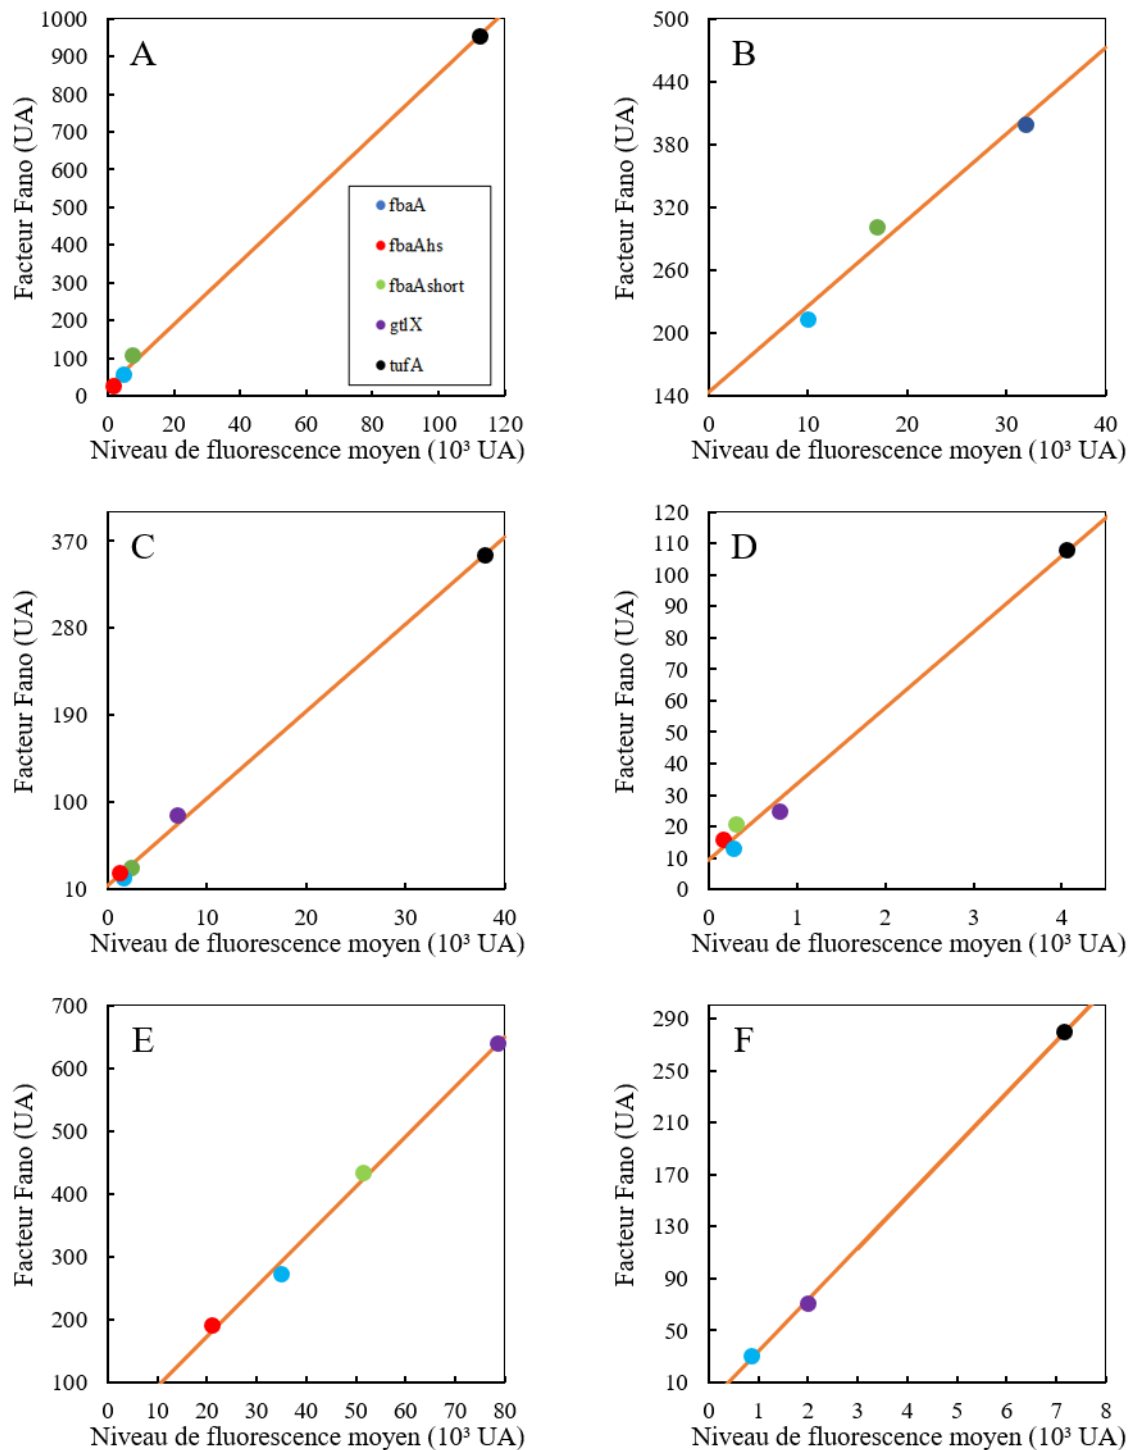 A
Facteur Fano (UA)
1000
900
800
700
600
500
400
300
200
100
0
fbaA
fbaAhs
fbaAshort
gtlX
tufA
0 20 40 60 80 100 120
Niveau de fluorescence moyen (10³ UA)
B
Facteur Fano (UA)
500
440
380
320
260
200
140
0 10 20 30 40
Niveau de fluorescence moyen (10³ UA)
C
Facteur Fano (UA)
370
280
190
100
10
0 10 20 30 40
Niveau de fluorescence moyen (10³ UA)
D
Facteur Fano (UA)
120
110
100
90
80
70
60
50
40
30
20
10
0
0 1 2 3 4
Niveau de fluorescence moyen (10³ UA)
E
Facteur Fano (UA)
700
600
500
400
300
200
100
0 10 20 30 40 50 60 70 80
Niveau de fluorescence moyen (10³ UA)
F
Facteur Fano (UA)
290
250
210
170
130
90
50
10
0 1 2 3 4 5 6 7 8
Niveau de fluorescence moyen (10³ UA)